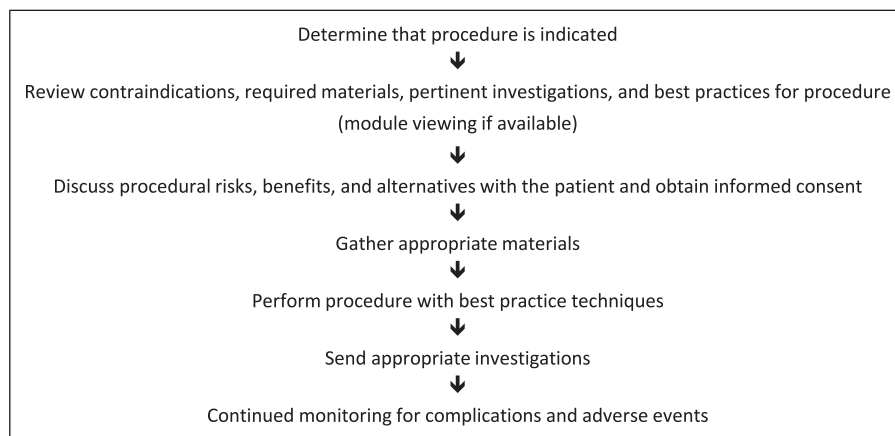 Determine that procedure is indicated
Review contraindications, required materials, pertinent investigations, and best practices for procedure
(module viewing if available)
Discuss procedural risks, benefits, and alternatives with the patient and obtain informed consent
Gather appropriate materials
Perform procedure with best practice techniques
Send appropriate investigations
Continued monitoring for complications and adverse events